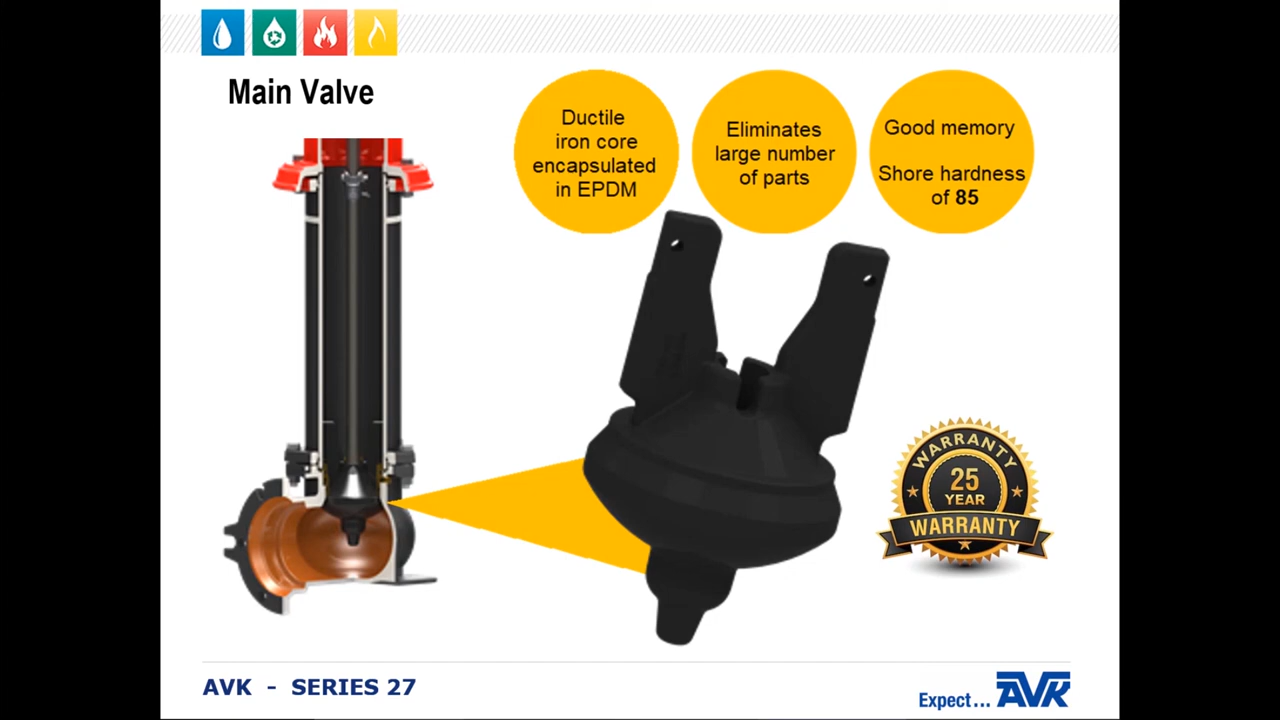 Main Valve
Ductile
iron core
encapsulated
in EPDM
Eliminates
large number
of parts
Good memory
Shore hardness
of 85
WARRANTY
25
YEAR
WARRANTY
WARRANTY
AVK - SERIES 27
Expect... AVK